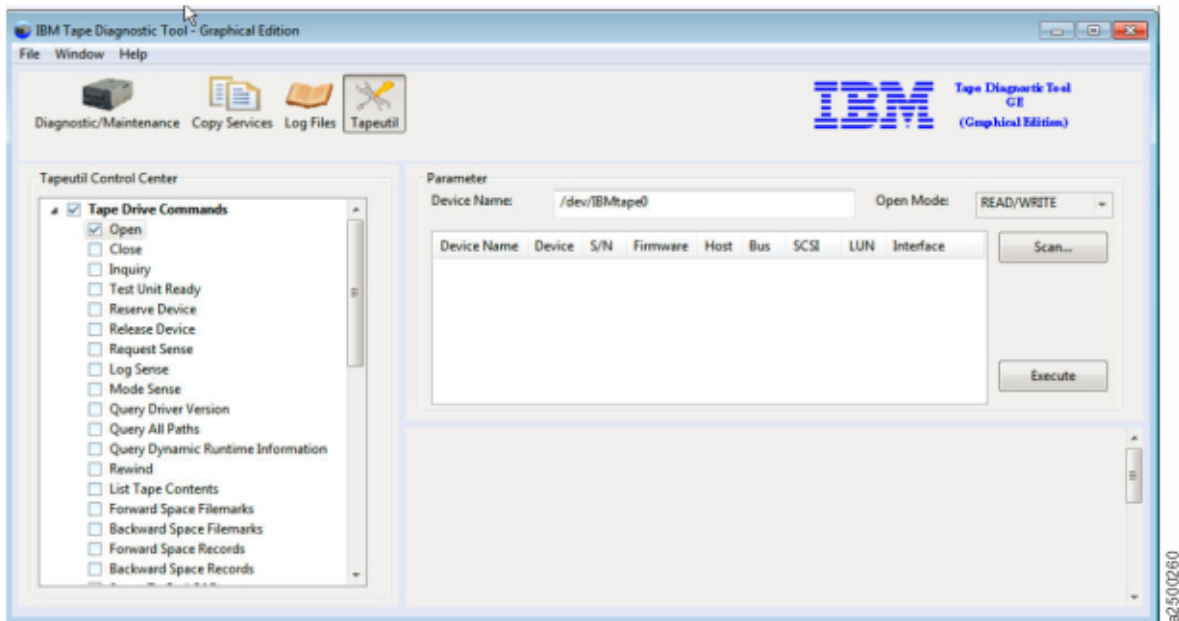 IBM Tape Diagnostic Tool - Graphical Edition
File Window Help
Diagnostic/Maintenance Copy Services Log Files Tapeutil
IBM
Tape Diagnostic Tool
GE
(Graphical Edition)
Tapeutil Control Center
Tape Drive Commands
Open
Close
Inquiry
Test Unit Ready
Reserve Device
Release Device
Request Sense
Log Sense
Mode Sense
Query Driver Version
Query All Paths
Query Dynamic Runtime Information
Rewind
List Tape Contents
Forward Space Filemarks
Backward Space Filemarks
Forward Space Records
Backward Space Records
Parameter
Device Name: /dev/IBMtape0 Open Mode: READ/WRITE
Device Name Device S/N Firmware Host Bus SCSI LUN Interface
Scan...
Execute
a2500260